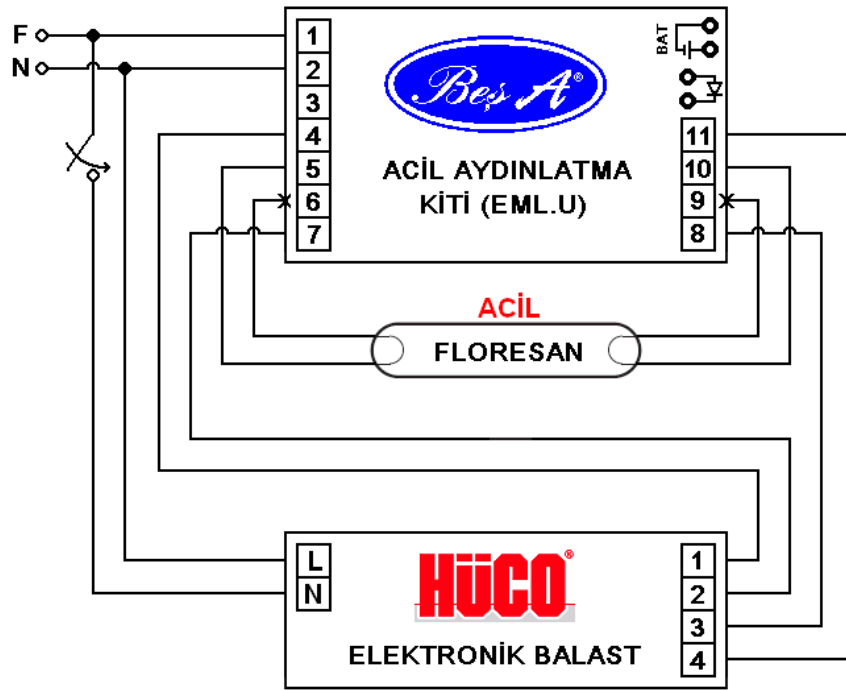 F
N
1
2
3
4
5
6
7
Beş A®
ACİL AYDINLATMA
KİTİ (EML.U)
BAT
11
10
9
8
ACİL
FLORESAN
L
N
HÜCO®
ELEKTRONİK BALAST
1
2
3
4